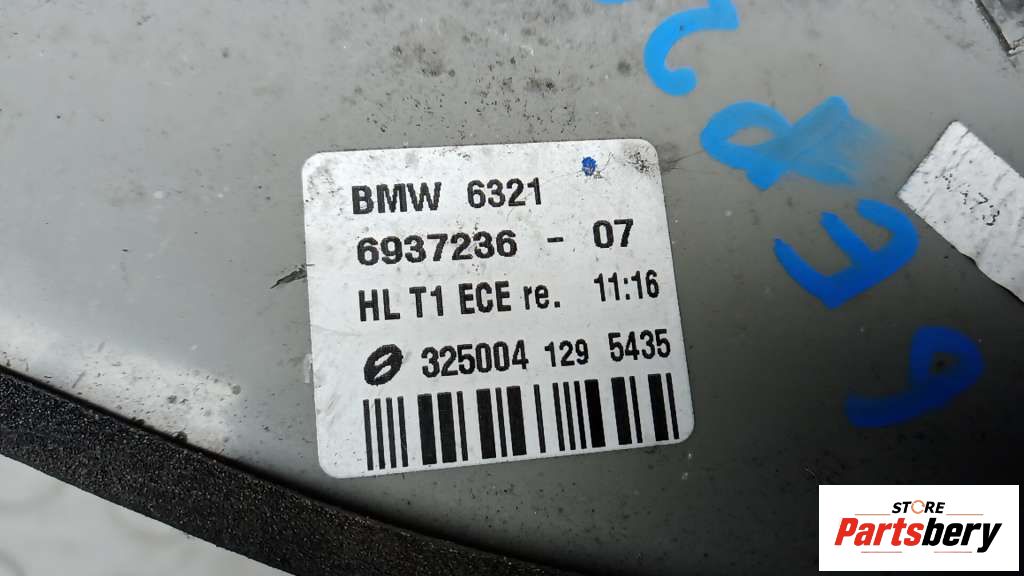 BMW 6321
6937236 - 07
HL T1 ECE re. 11:16
325004 129 5435
STORE
Partsbery